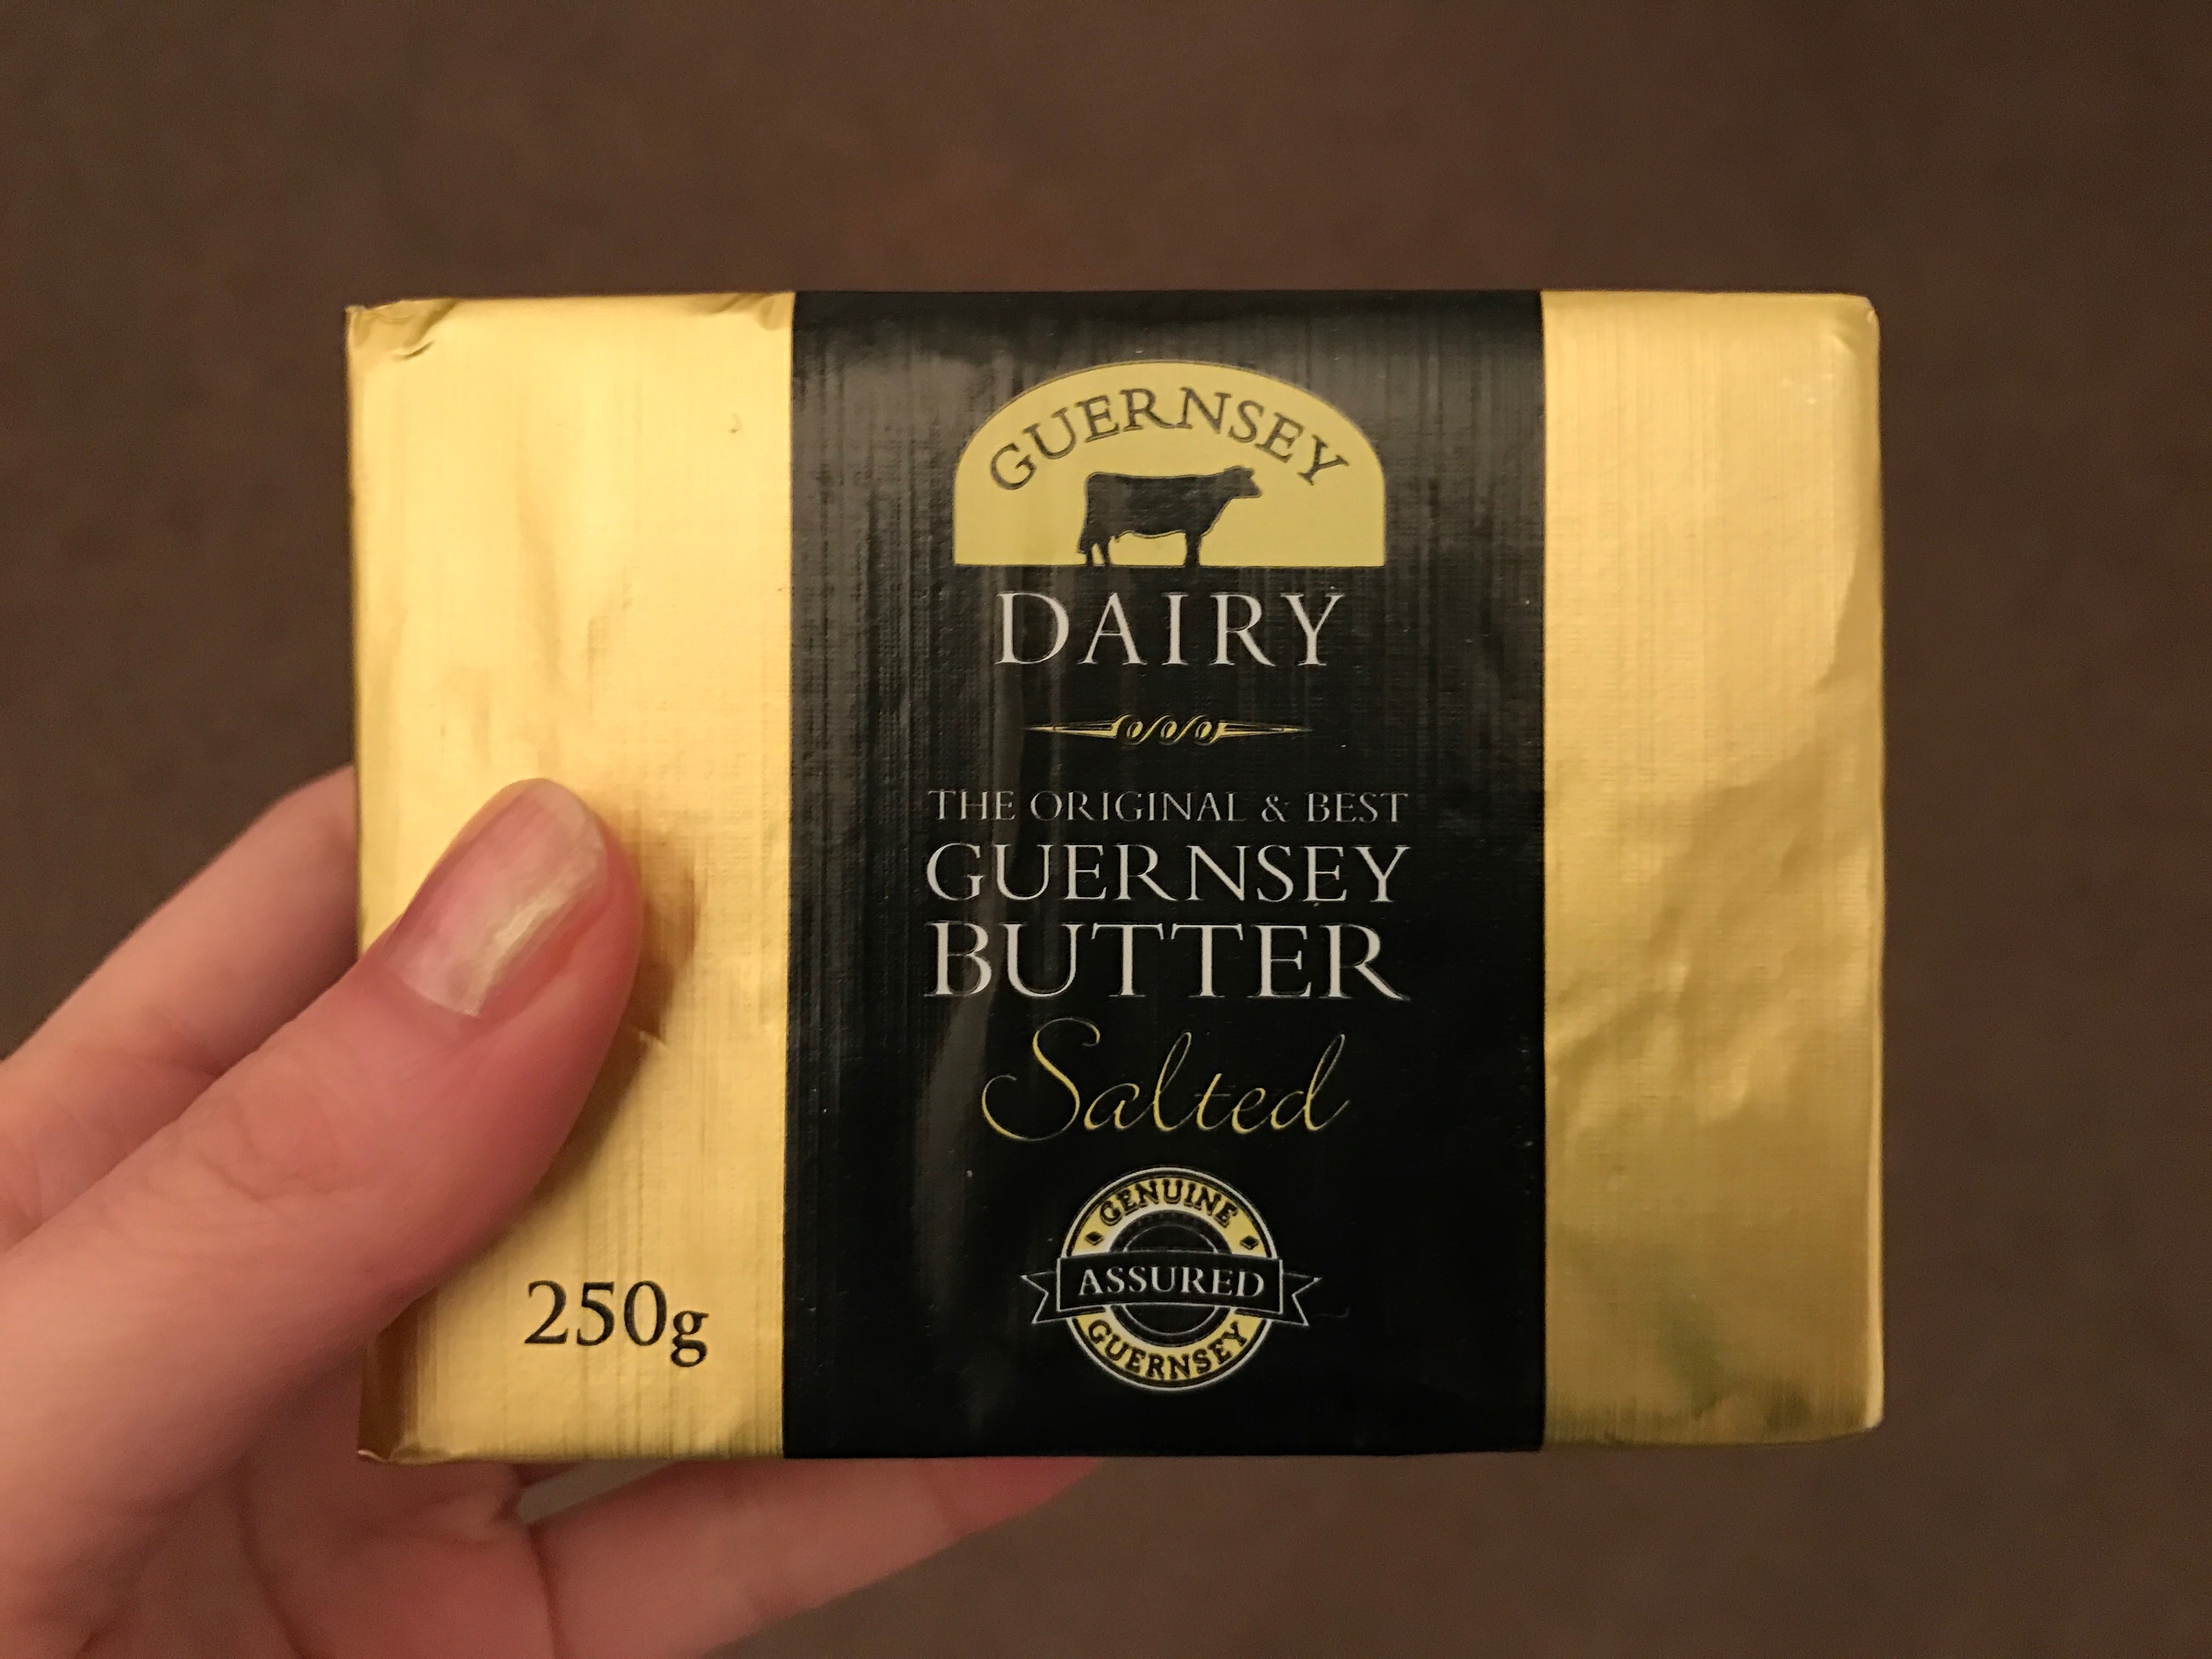 GUERNSEY
DAIRY
THE ORIGINAL & BEST
GUERNSEY
BUTTER
Salted
GENUINE
ASSURED
GUERNSEY
250g